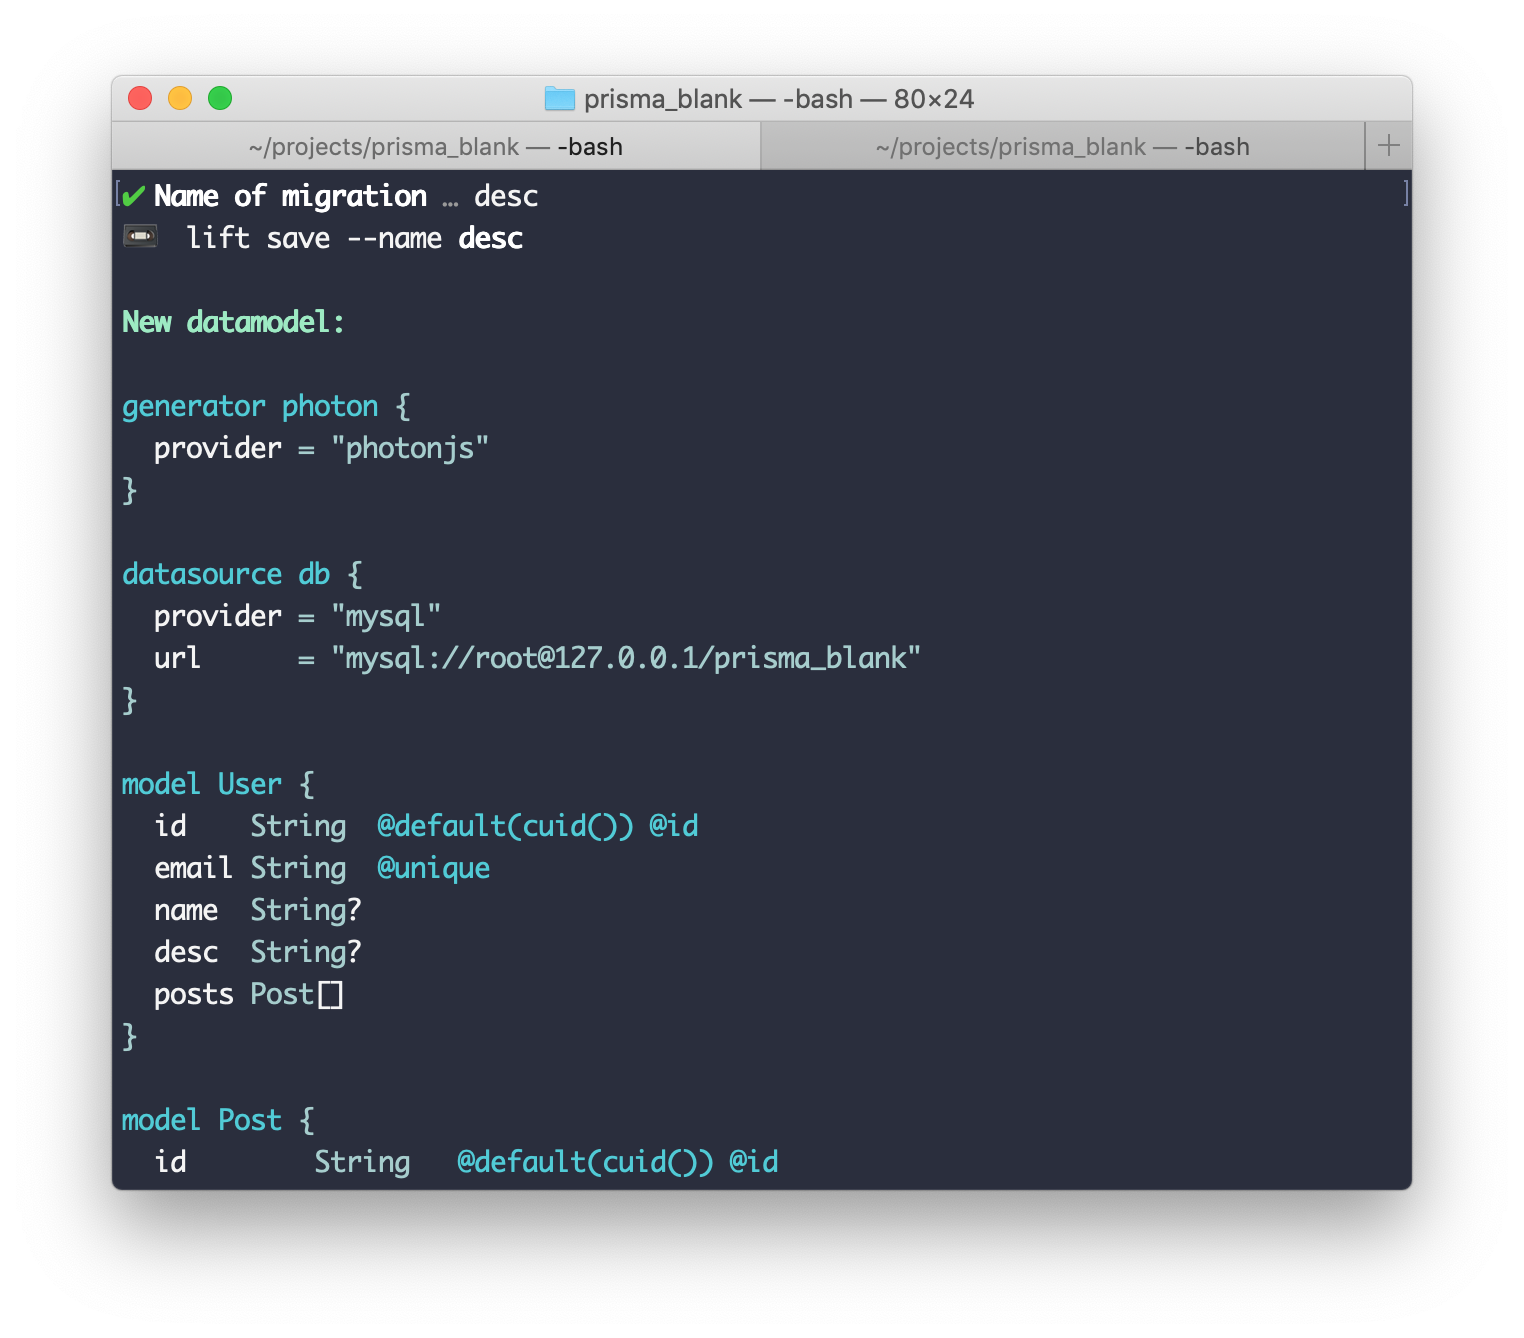 prisma_blank — -bash — 80×24
~/projects/prisma_blank — -bash ~/projects/prisma_blank — -bash +
[✔ Name of migration … desc ]
📼  lift save --name desc

New datamodel:

generator photon {
  provider = "photonjs"
}

datasource db {
  provider = "mysql"
  url      = "mysql://root@127.0.0.1/prisma_blank"
}

model User {
  id    String  @default(cuid()) @id
  email String  @unique
  name  String?
  desc  String?
  posts Post[]
}

model Post {
  id        String   @default(cuid()) @id